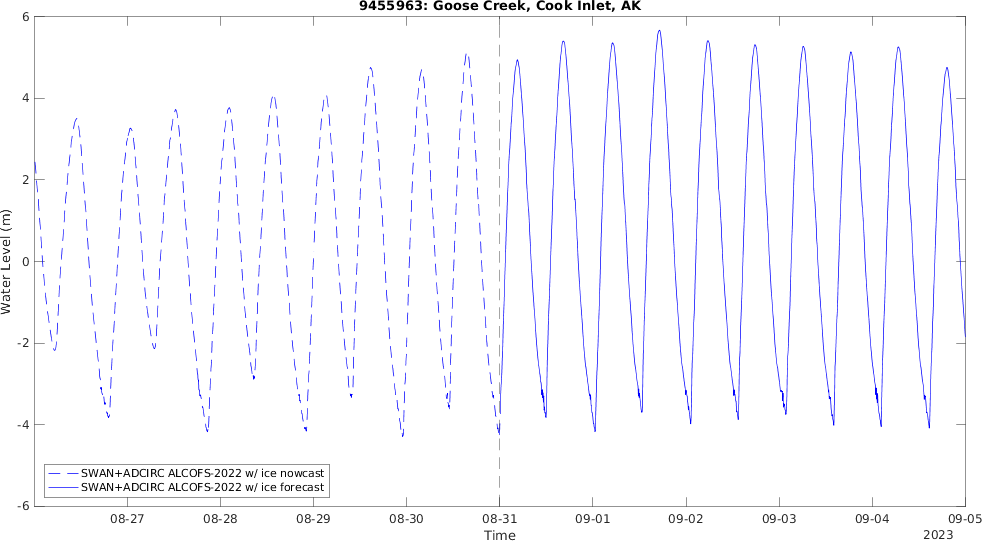 9455963: Goose Creek, Cook Inlet, AK
6
4
2
0
-2
-4
-6
Water Level (m)
SWAN+ADCIRC ALCOFS-2022 w/ ice nowcast
SWAN+ADCIRC ALCOFS-2022 w/ ice forecast
08-27 08-28 08-29 08-30 08-31 09-01 09-02 09-03 09-04 09-05
Time
2023